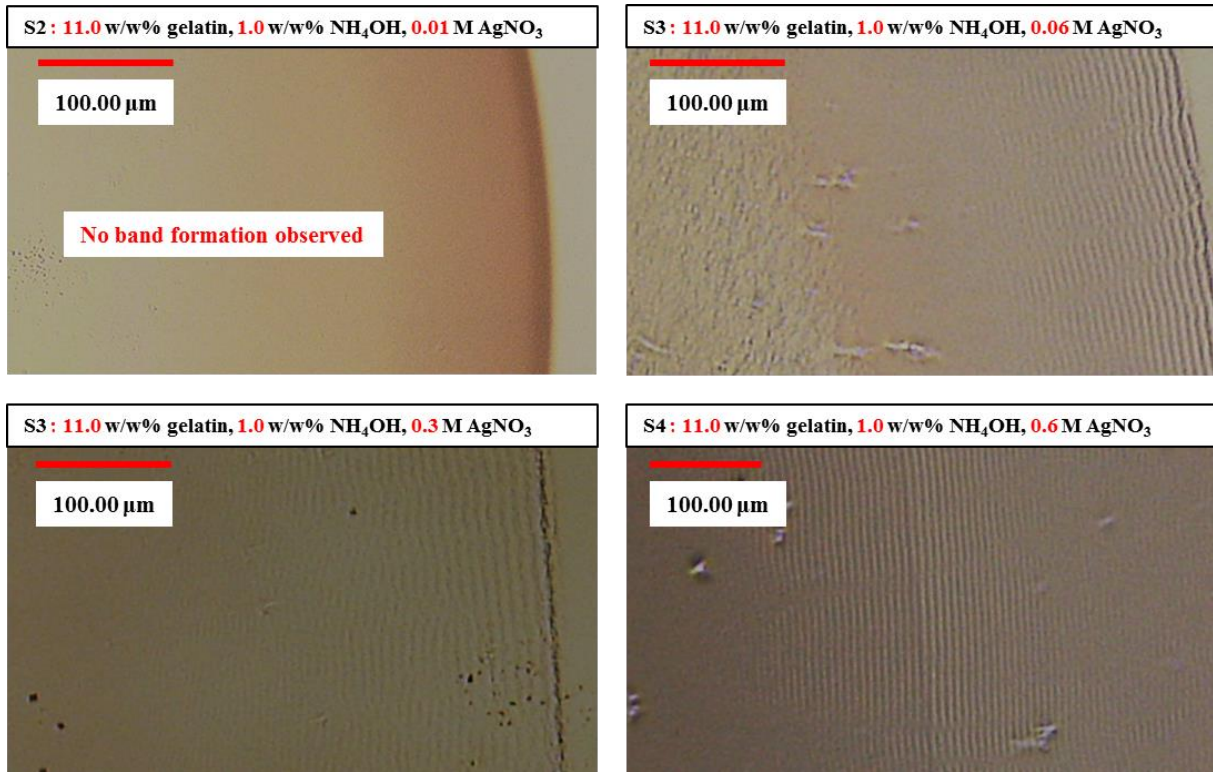 S2 : 11.0 w/w% gelatin, 1.0 w/w% NH₄OH, 0.01 M AgNO₃
100.00 µm
No band formation observed
S3 : 11.0 w/w% gelatin, 1.0 w/w% NH₄OH, 0.06 M AgNO₃
100.00 µm
S3 : 11.0 w/w% gelatin, 1.0 w/w% NH₄OH, 0.3 M AgNO₃
100.00 µm
S4 : 11.0 w/w% gelatin, 1.0 w/w% NH₄OH, 0.6 M AgNO₃
100.00 µm